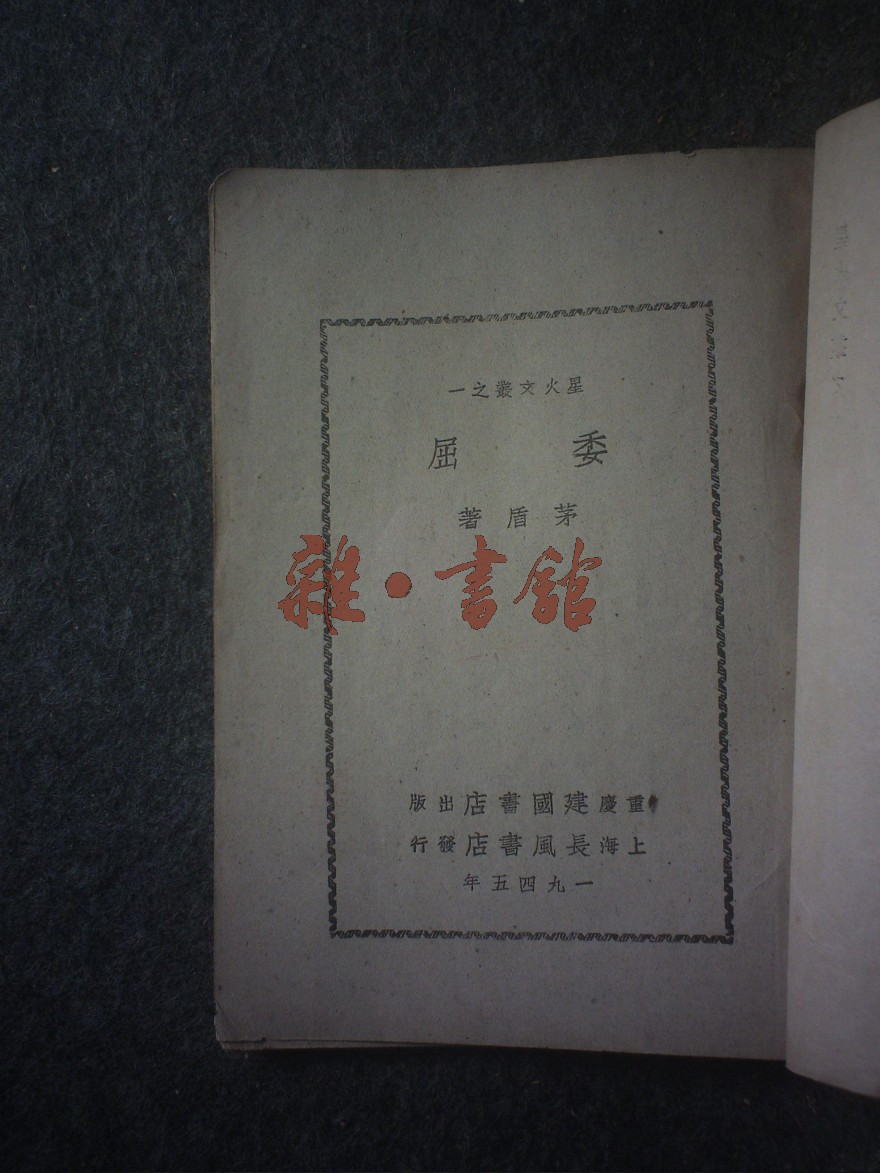 星火文叢之一
委屈
茅盾著
雜·書館
重慶建國書店出版
上海長風書店發行
一九四五年